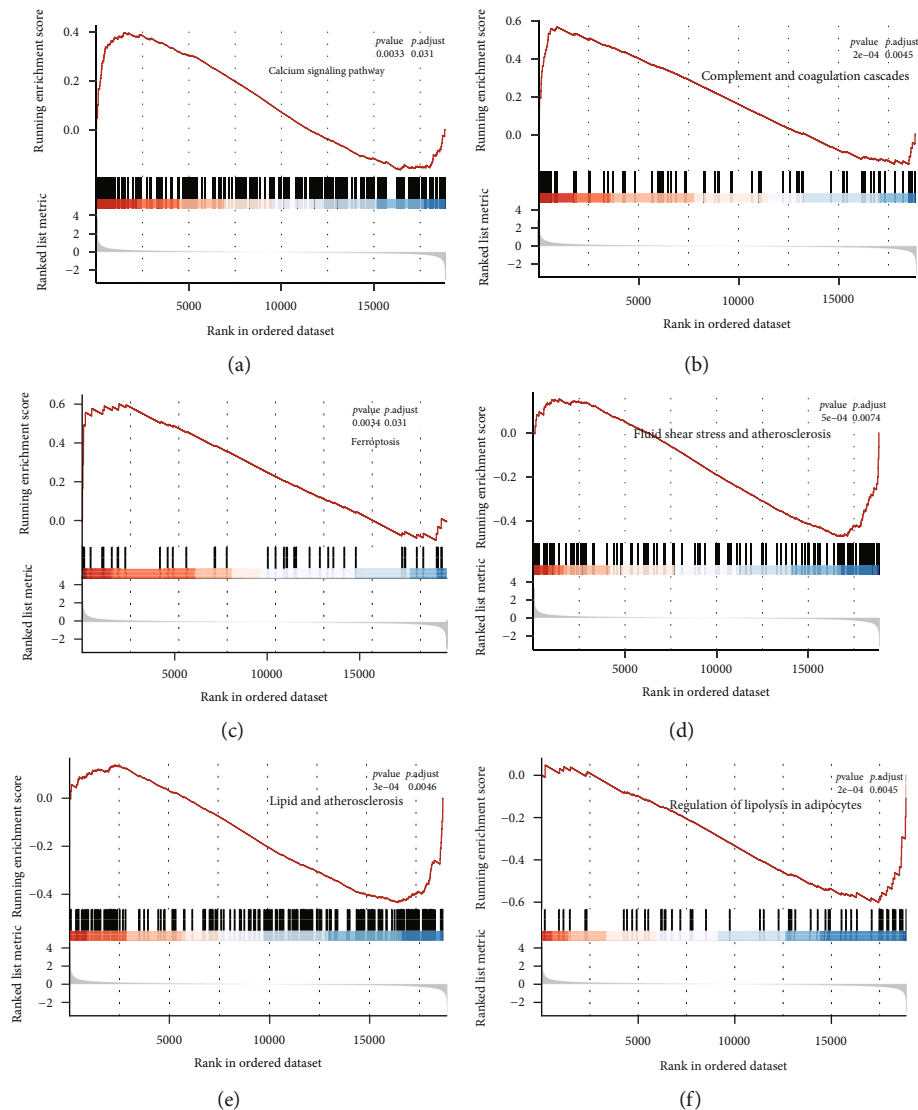 Running enrichment score
0.4
0.2
0.0
pvalue p.adjust
0.0033 0.031
Calcium signaling pathway
Ranked list metric
4
2
0
−2
5000 10000 15000
Rank in ordered dataset
(a)
Running enrichment score
0.6
0.4
0.2
0.0
pvalue p.adjust
2e−04 0.0045
Complement and coagulation cascades
Ranked list metric
4
2
0
−2
5000 10000 15000
Rank in ordered dataset
(b)
Running enrichment score
0.6
0.4
0.2
0.0
pvalue p.adjust
0.0034 0.031
Ferroptosis
Ranked list metric
4
2
0
−2
5000 10000 15000
Rank in ordered dataset
(c)
Running enrichment score
0.0
−0.2
−0.4
pvalue p.adjust
5e−04 0.0074
Fluid shear stress and atherosclerosis
Ranked list metric
4
2
0
−2
5000 10000 15000
Rank in ordered dataset
(d)
Running enrichment score
0.0
−0.2
−0.4
pvalue p.adjust
3e−04 0.0046
Lipid and atherosclerosis
Ranked list metric
4
2
0
−2
5000 10000 15000
Rank in ordered dataset
(e)
Running enrichment score
0.0
−0.2
−0.4
−0.6
pvalue p.adjust
2e−04 0.0045
Regulation of lipolysis in adipocytes
Ranked list metric
4
2
0
−2
5000 10000 15000
Rank in ordered dataset
(f)